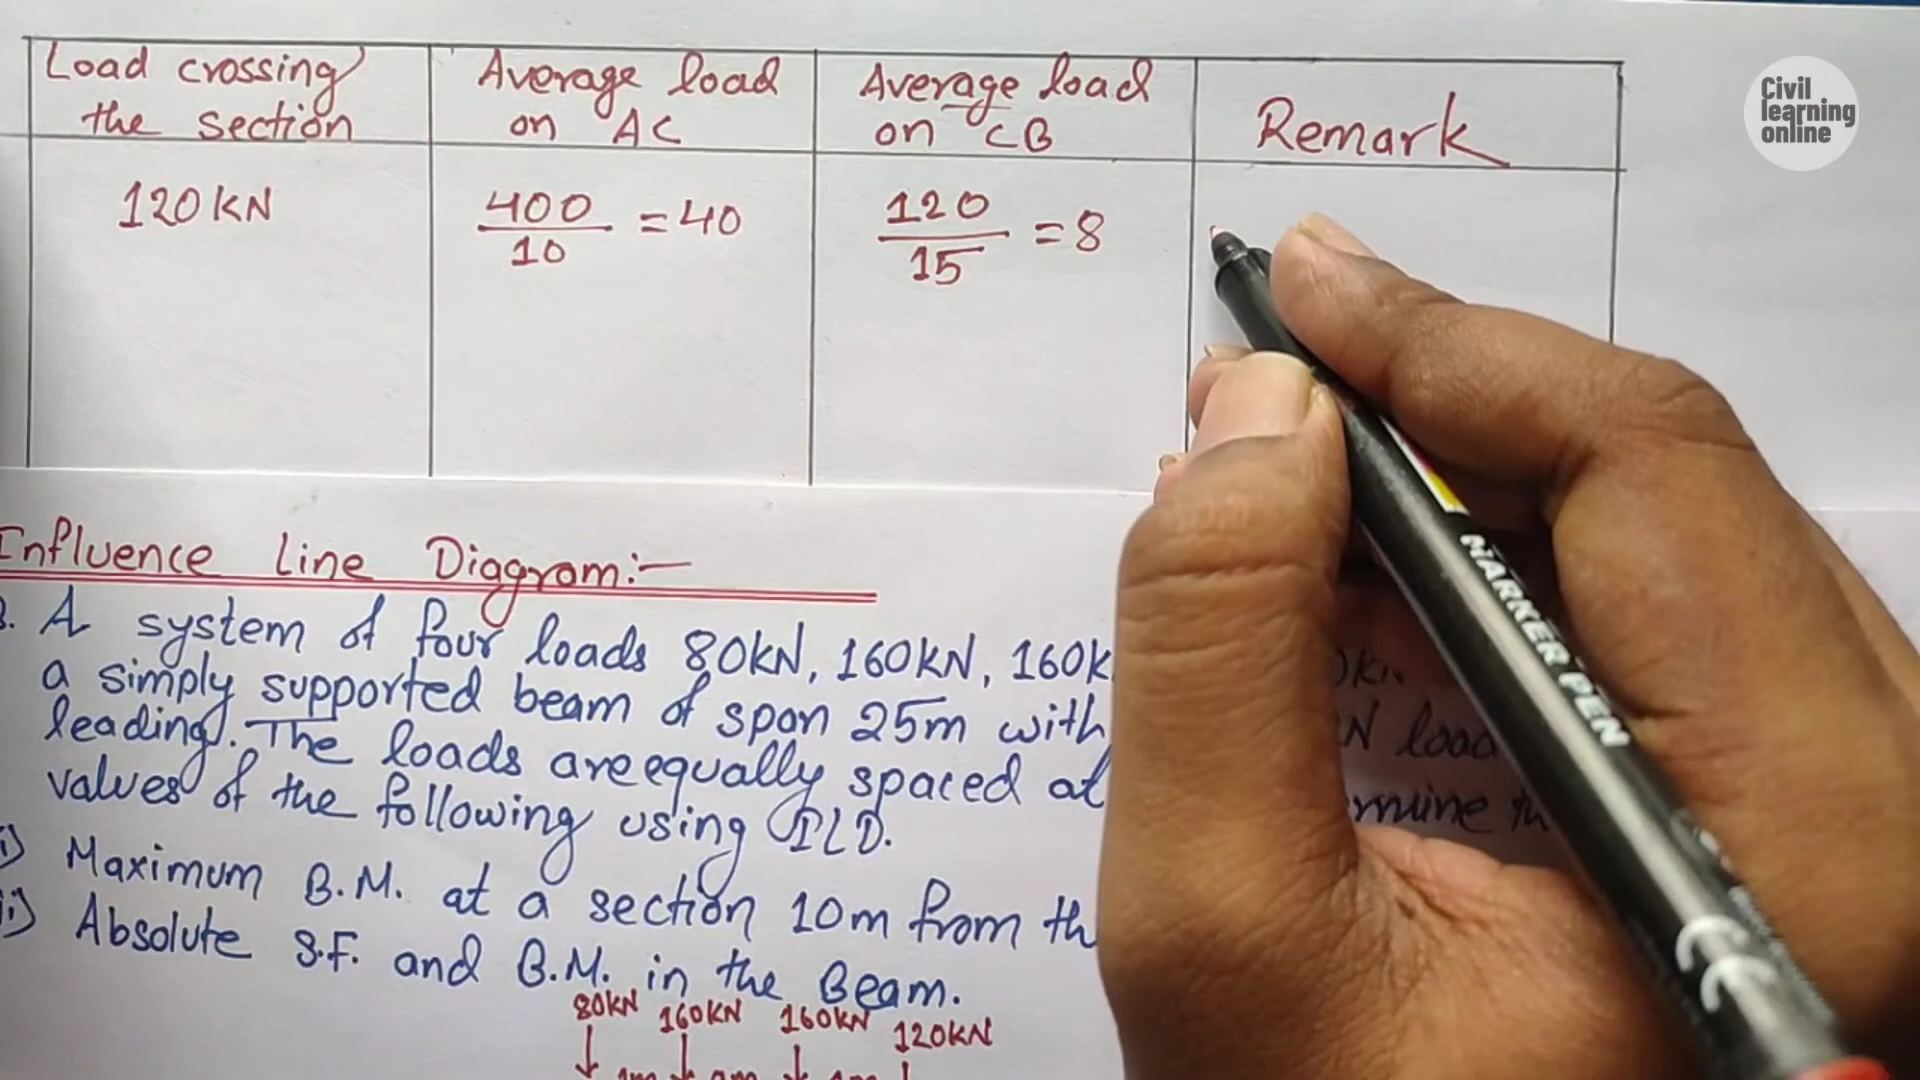 Load crossing the section
Average load on AC
Average load on CB
Remark
120KN
400/10 = 40
120/15 = 8
Civil learning online
Influence Line Diagram:-
A system of four loads 80KN, 160KN, 160K
a simply supported beam of span 25m with N load
leading. The loads are equally spaced at
values of the following using ILD.
i) Maximum B.M. at a section 10m from th
ii) Absolute S.F. and B.M. in the Beam.
80KN 160KN 160KN 120KN
MARKER PEN